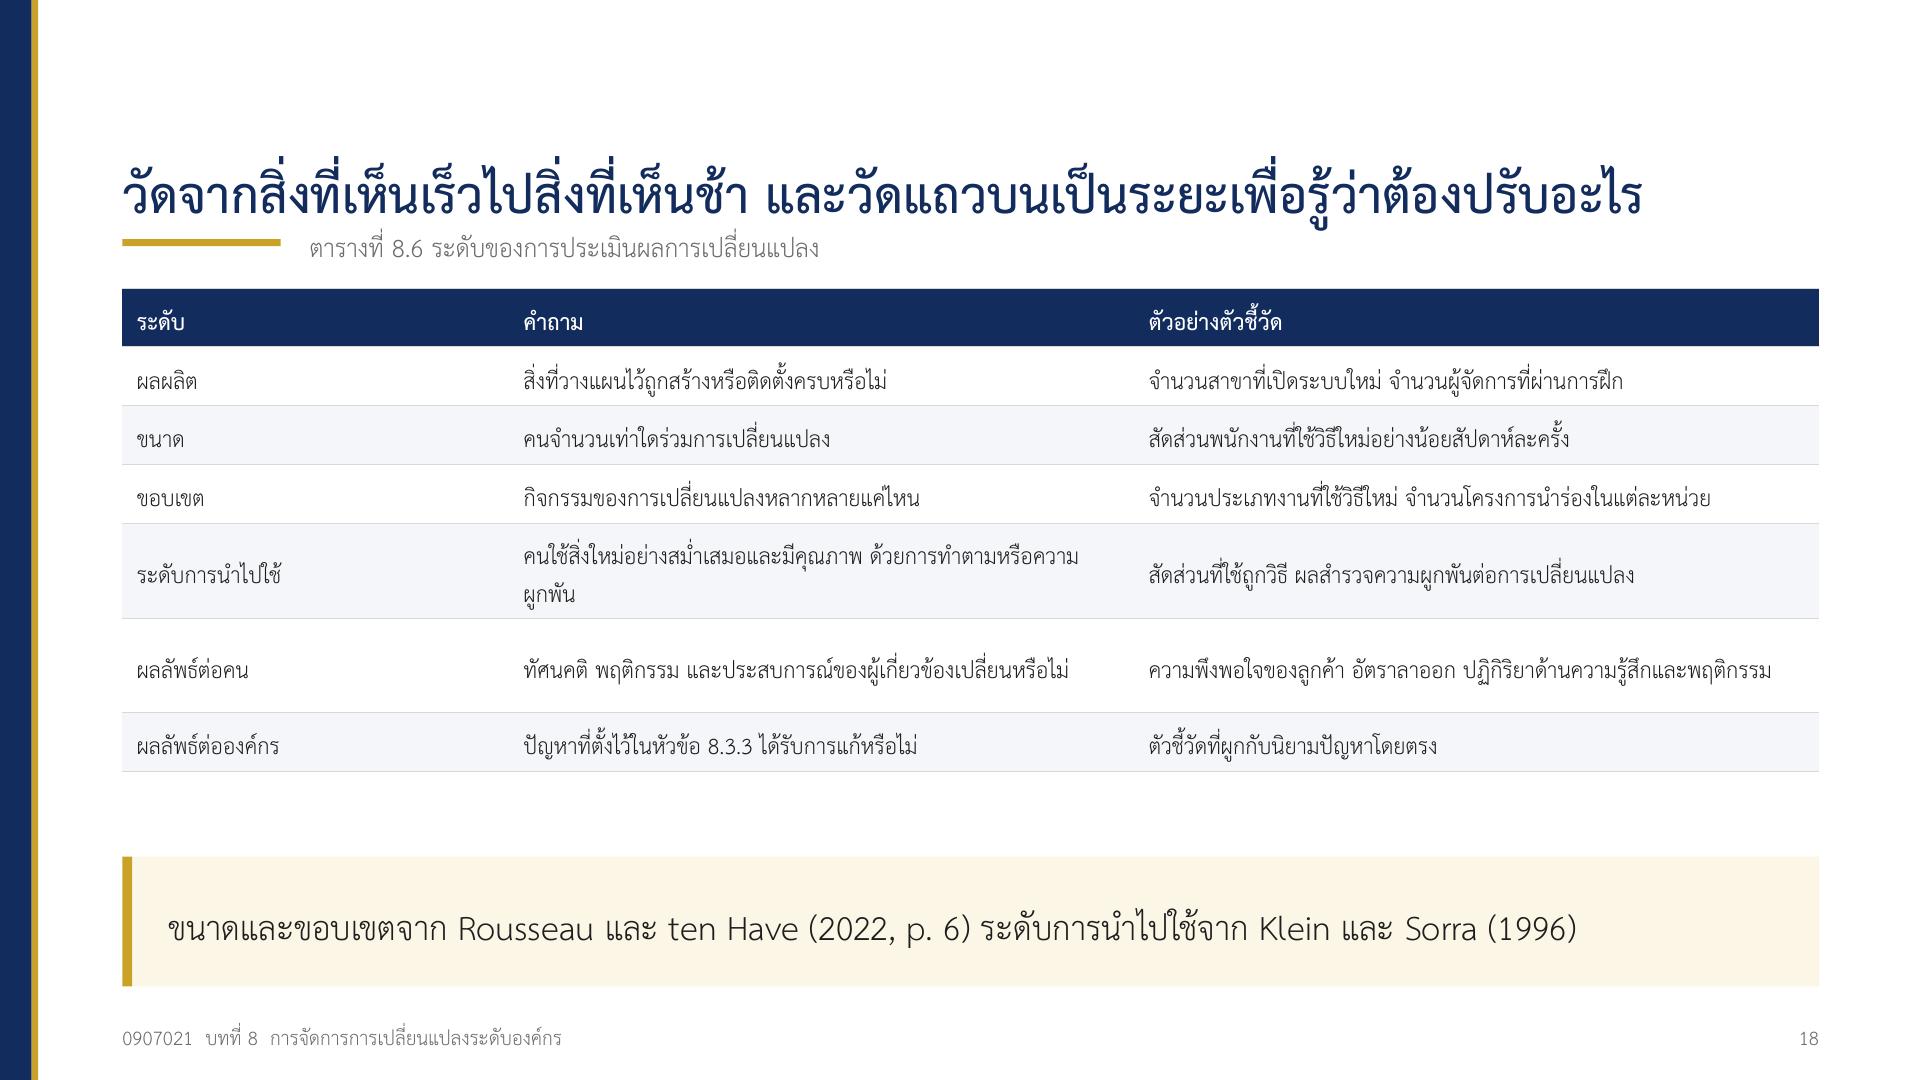 วัดจากสิ่งที่เห็นเร็วไปสิ่งที่เห็นช้า และวัดแถวบนเป็นระยะเพื่อรู้ว่าต้องปรับอะไร
ตารางที่ 8.6 ระดับของการประเมินผลการเปลี่ยนแปลง
ระดับ คำถาม ตัวอย่างตัวชี้วัด
ผลผลิต สิ่งที่วางแผนไว้ถูกสร้างหรือติดตั้งครบหรือไม่ จำนวนสาขาที่เปิดระบบใหม่ จำนวนผู้จัดการที่ผ่านการฝึก
ขนาด คนจำนวนเท่าใดร่วมการเปลี่ยนแปลง สัดส่วนพนักงานที่ใช้วิธีใหม่อย่างน้อยสัปดาห์ละครั้ง
ขอบเขต กิจกรรมของการเปลี่ยนแปลงหลากหลายแค่ไหน จำนวนประเภทงานที่ใช้วิธีใหม่ จำนวนโครงการนำร่องในแต่ละหน่วย
ระดับการนำไปใช้ คนใช้สิ่งใหม่อย่างสม่ำเสมอและมีคุณภาพ ด้วยการทำตามหรือความ
ผูกพัน สัดส่วนที่ใช้ถูกวิธี ผลสำรวจความผูกพันต่อการเปลี่ยนแปลง
ผลลัพธ์ต่อคน ทัศนคติ พฤติกรรม และประสบการณ์ของผู้เกี่ยวข้องเปลี่ยนหรือไม่ ความพึงพอใจของลูกค้า อัตราลาออก ปฏิกิริยาด้านความรู้สึกและพฤติกรรม
ผลลัพธ์ต่อองค์กร ปัญหาที่ตั้งไว้ในหัวข้อ 8.3.3 ได้รับการแก้หรือไม่ ตัวชี้วัดที่ผูกกับนิยามปัญหาโดยตรง
ขนาดและขอบเขตจาก Rousseau และ ten Have (2022, p. 6) ระดับการนำไปใช้จาก Klein และ Sorra (1996)
0907021 บทที่ 8 การจัดการการเปลี่ยนแปลงระดับองค์กร 18